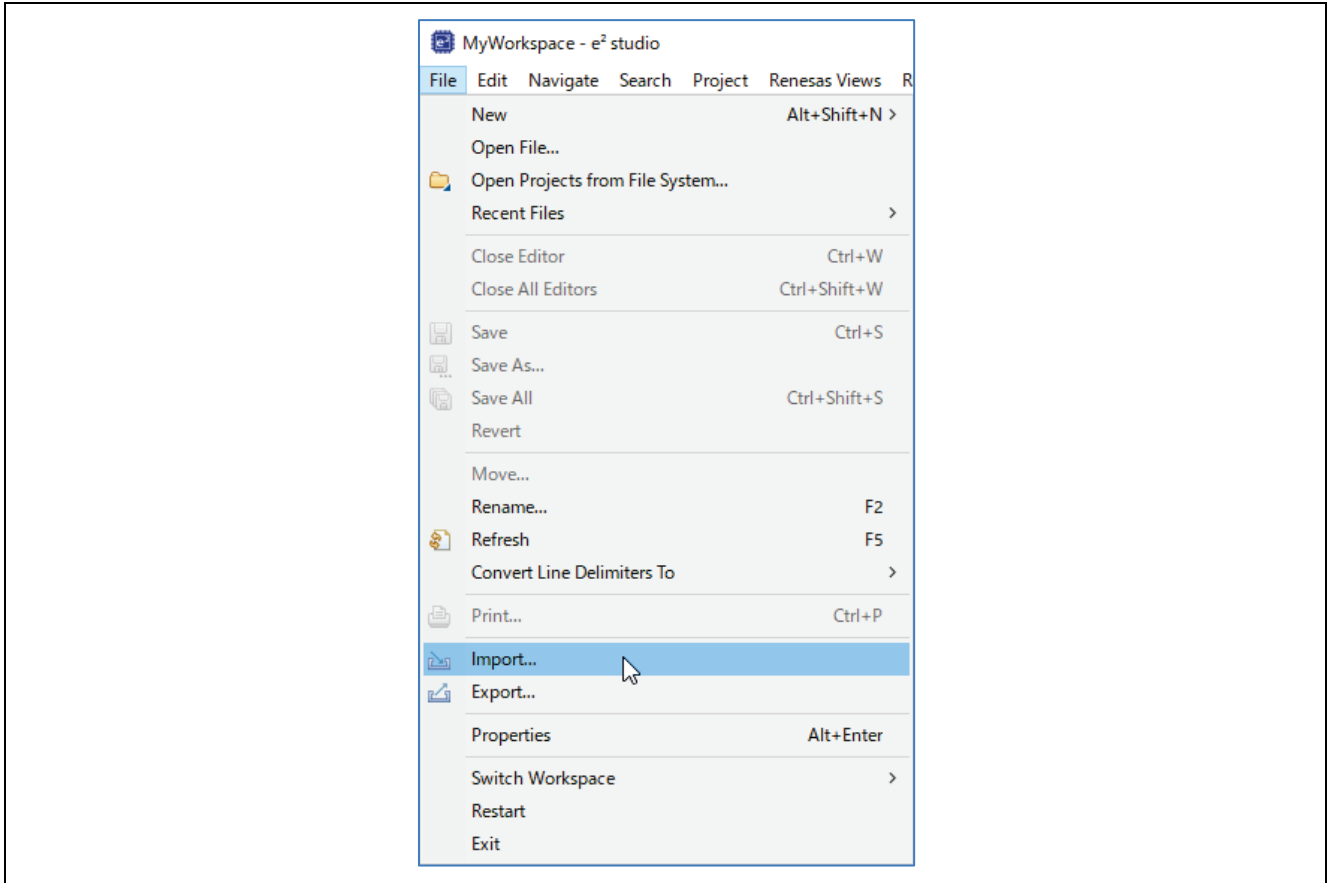 MyWorkspace - e² studio
File Edit Navigate Search Project Renesas Views R
New Alt+Shift+N >
Open File...
Open Projects from File System...
Recent Files >
Close Editor Ctrl+W
Close All Editors Ctrl+Shift+W
Save Ctrl+S
Save As...
Save All Ctrl+Shift+S
Revert
Move...
Rename... F2
Refresh F5
Convert Line Delimiters To >
Print... Ctrl+P
Import...
Export...
Properties Alt+Enter
Switch Workspace >
Restart
Exit